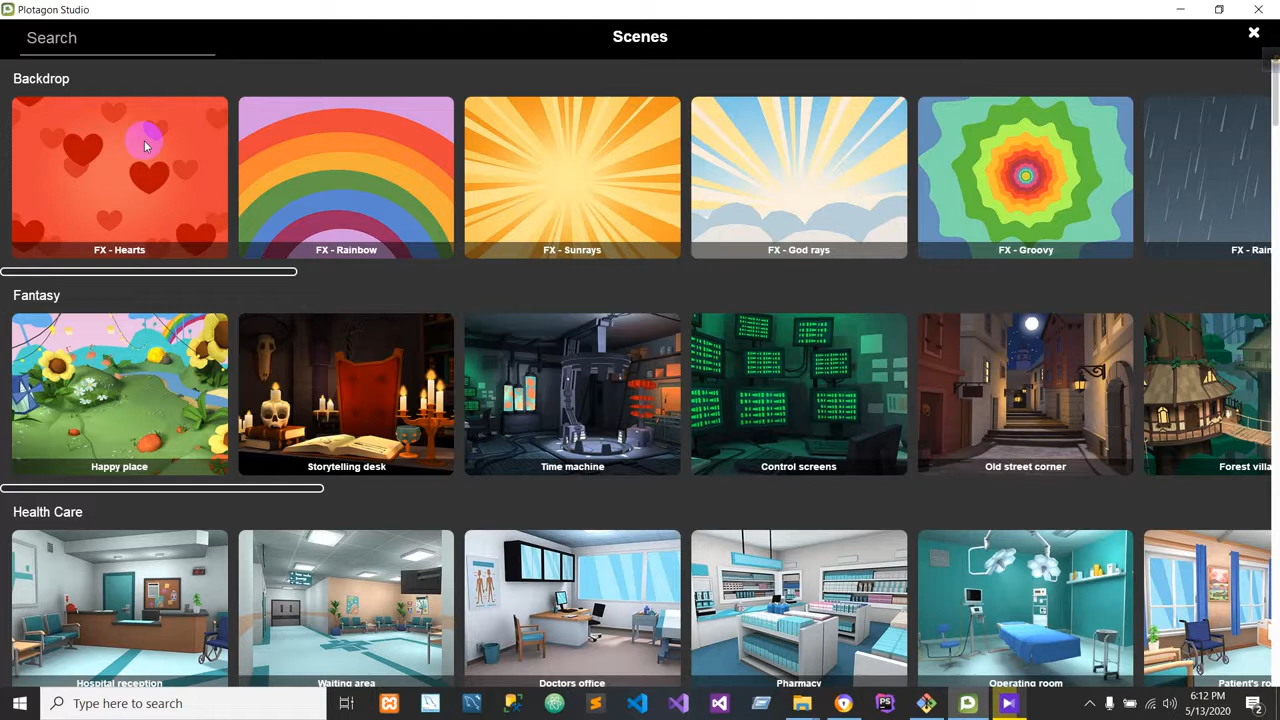 Plotagon Studio
Search
Scenes
Backdrop
FX - Hearts
FX - Rainbow
FX - Sunrays
FX - God rays
FX - Groovy
FX - Rain
Fantasy
Happy place
Storytelling desk
Time machine
Control screens
Old street corner
Forest villa
Health Care
Hospital reception
Waiting area
Doctors office
Pharmacy
Operating room
Patient's ro
Type here to search
PS
6:12 PM
5/13/2020
2